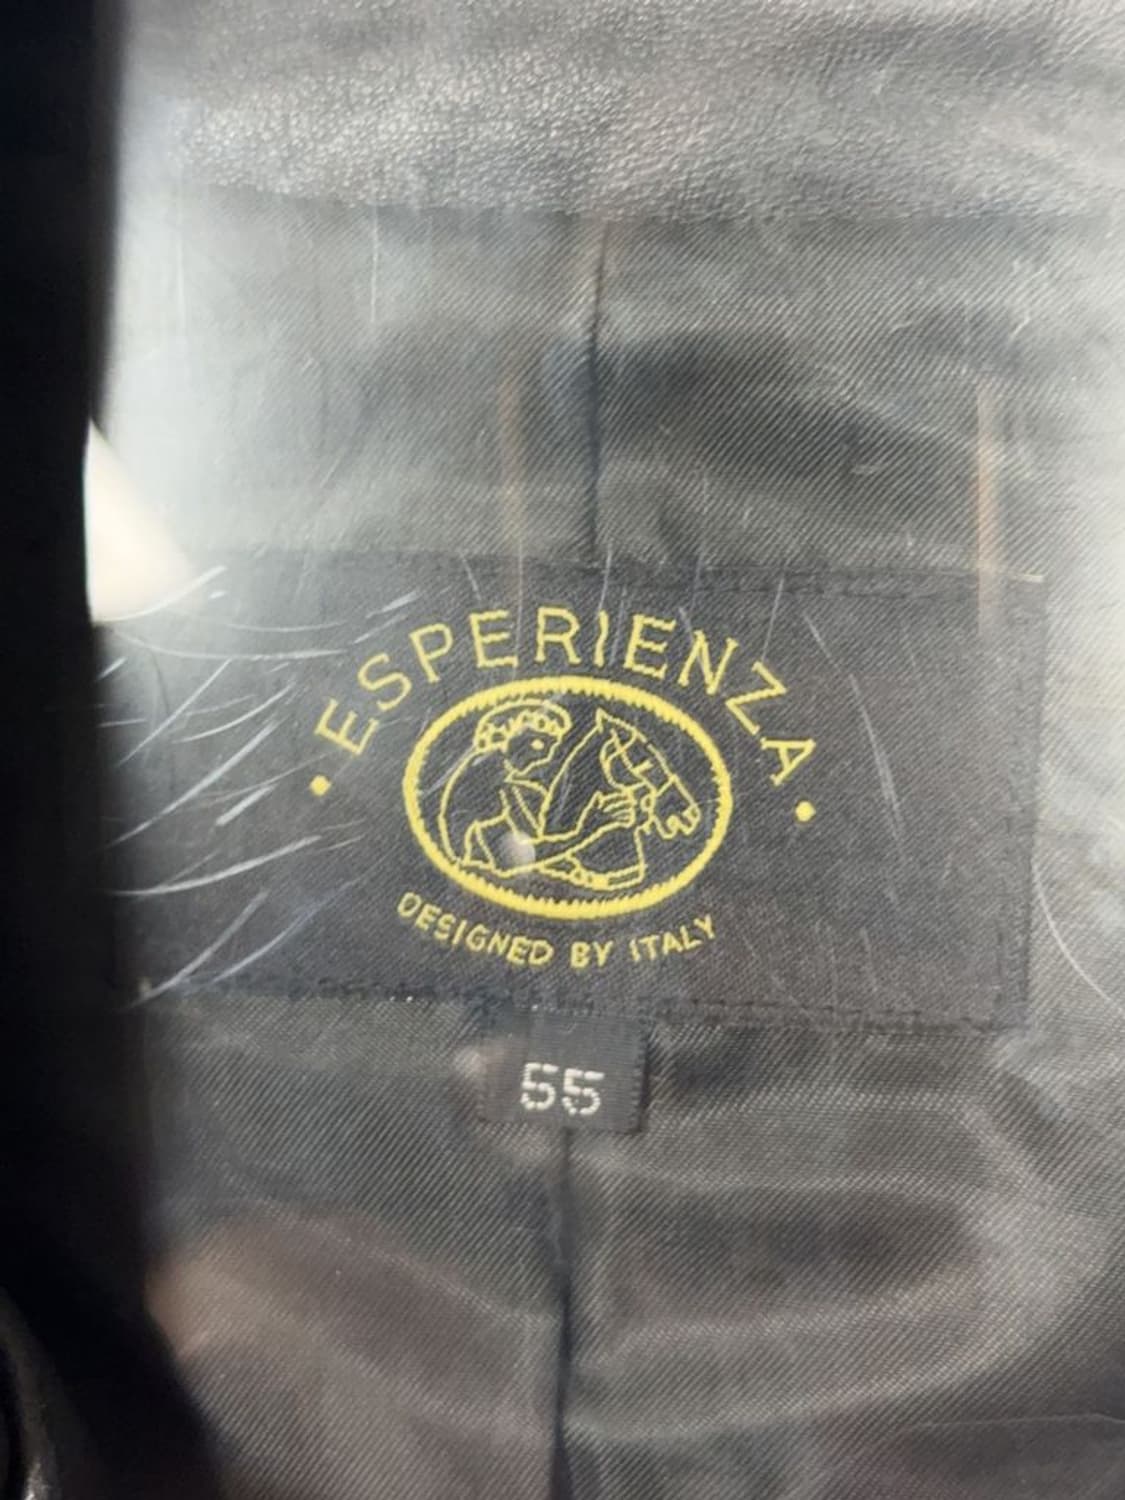 • ESPERIENZA •
DESIGNED BY ITALY
55